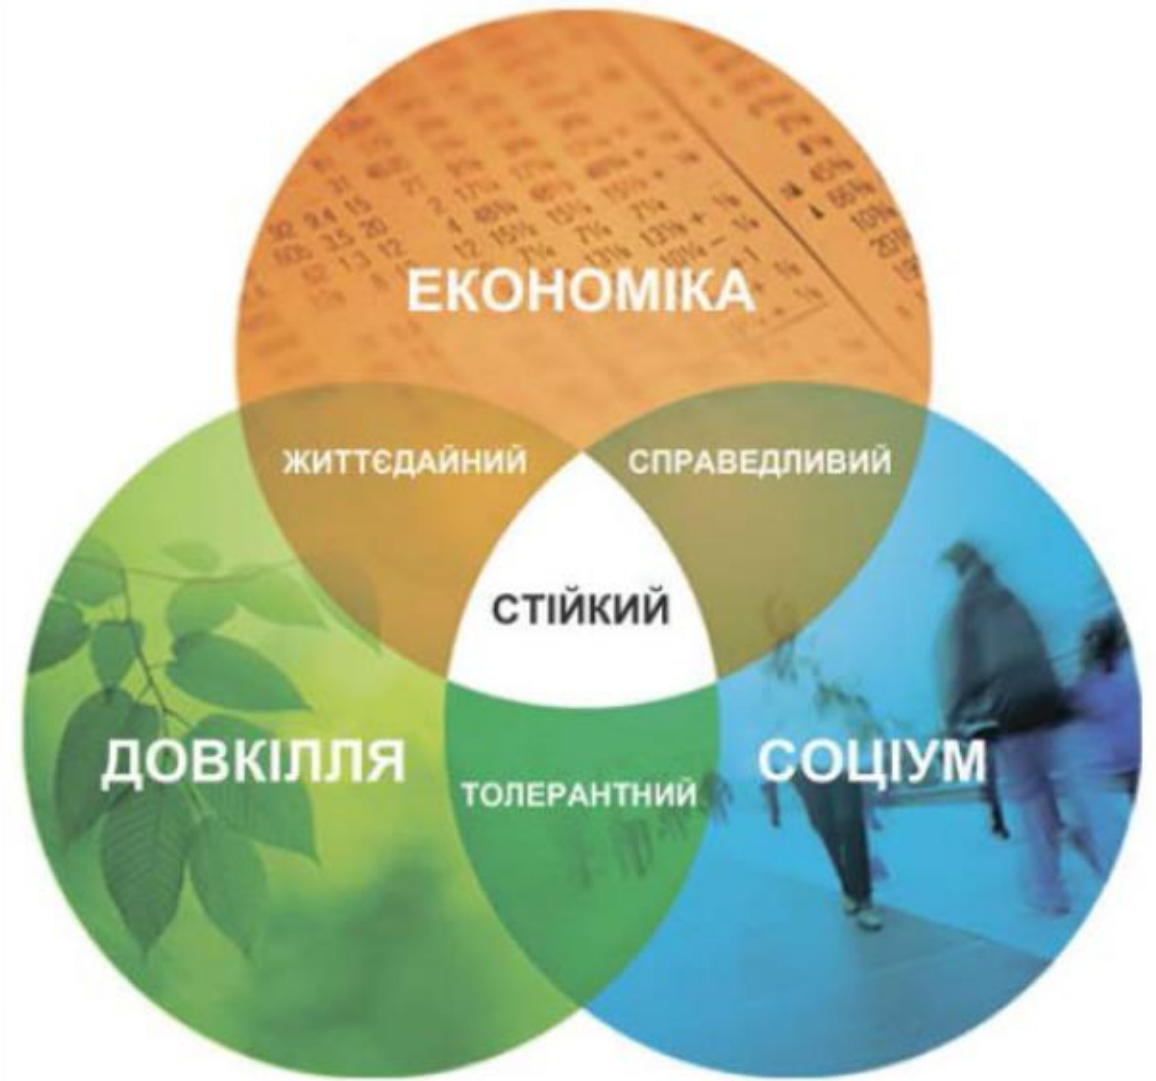 ЕКОНОМІКА
ЖИТТЄДАЙНИЙ
СПРАВЕДЛИВИЙ
СТІЙКИЙ
ДОВКІЛЛЯ
СОЦІУМ
ТОЛЕРАНТНИЙ